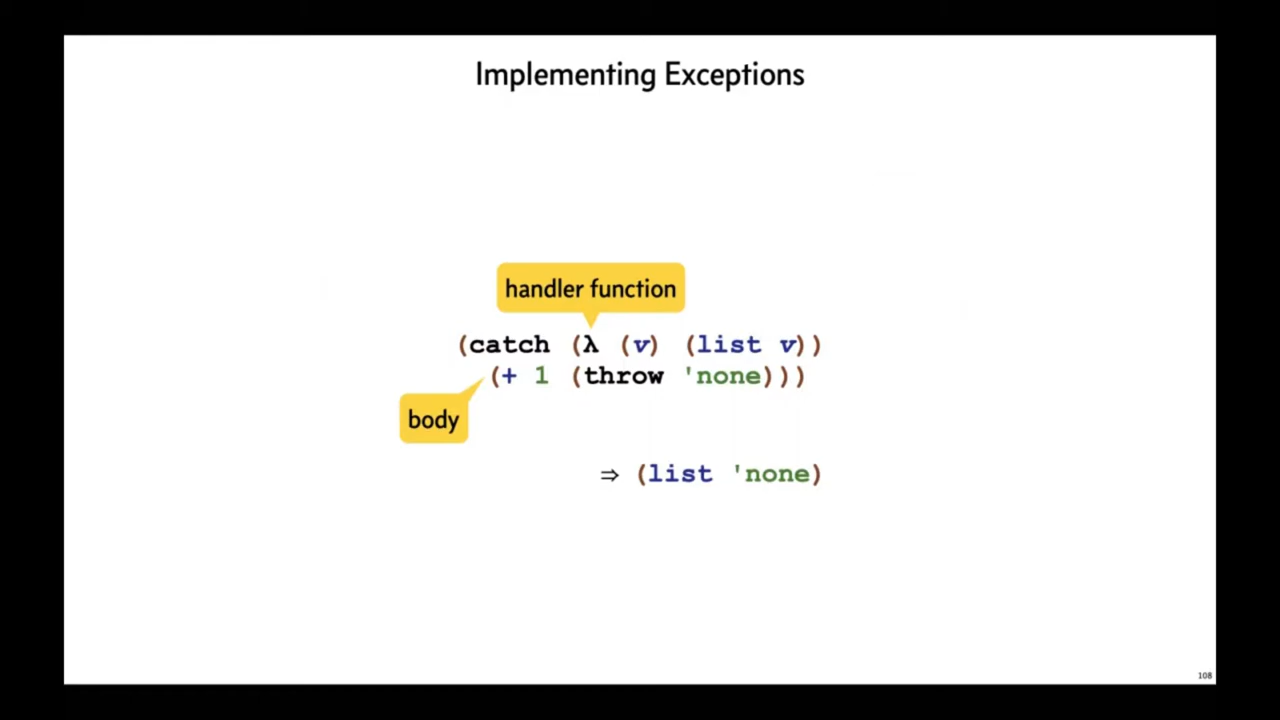 Implementing Exceptions
handler function
(catch (λ (v) (list v))
(+ 1 (throw 'none)))
body
⇒ (list 'none)
108